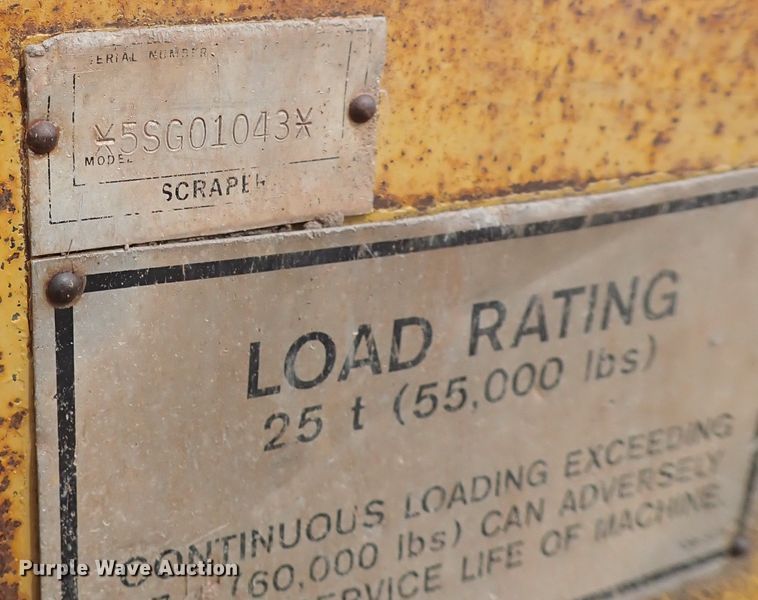 SERIAL NUMBER
¥5SG01043¥
MODEL
SCRAPER
LOAD RATING
25 t (55,000 lbs)
CONTINUOUS LOADING EXCEEDING
(60,000 lbs) CAN ADVERSELY
SERVICE LIFE OF MACHINE.
Purple Wave Auction